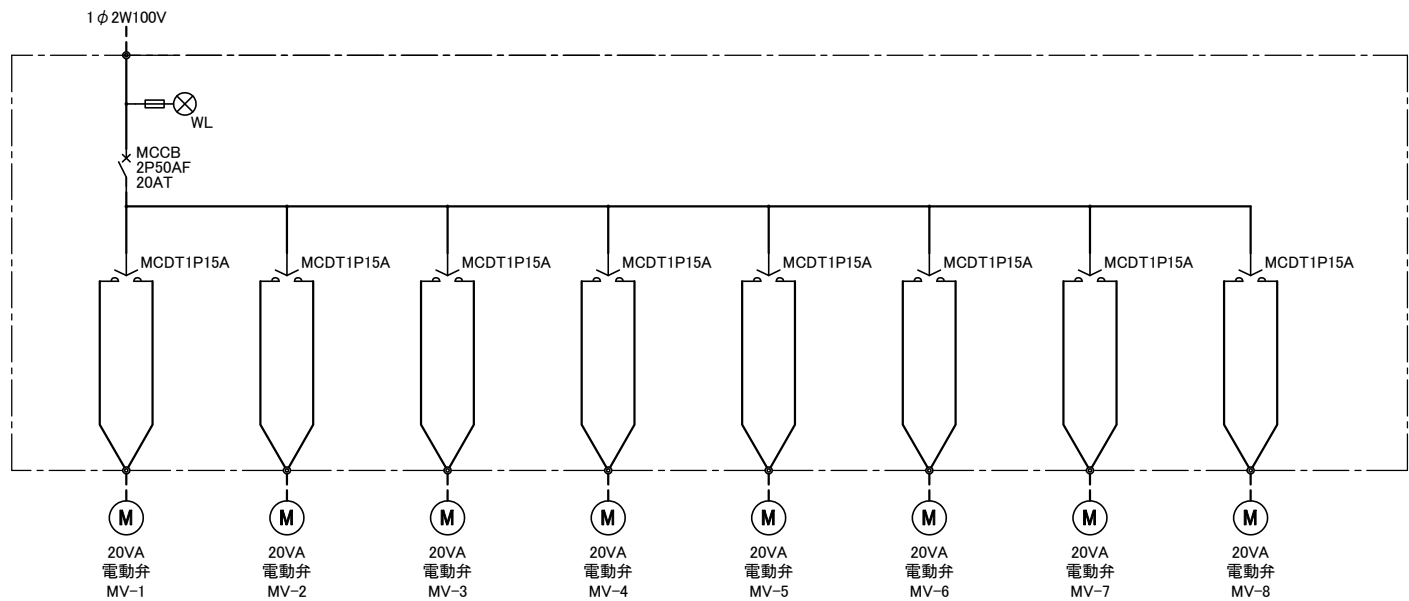 1φ2W100V
WL
MCCB
2P50AF
20AT
MCDT1P15A
MCDT1P15A
MCDT1P15A
MCDT1P15A
MCDT1P15A
MCDT1P15A
MCDT1P15A
MCDT1P15A
M
M
M
M
M
M
M
M
20VA
電動弁
MV-1
20VA
電動弁
MV-2
20VA
電動弁
MV-3
20VA
電動弁
MV-4
20VA
電動弁
MV-5
20VA
電動弁
MV-6
20VA
電動弁
MV-7
20VA
電動弁
MV-8